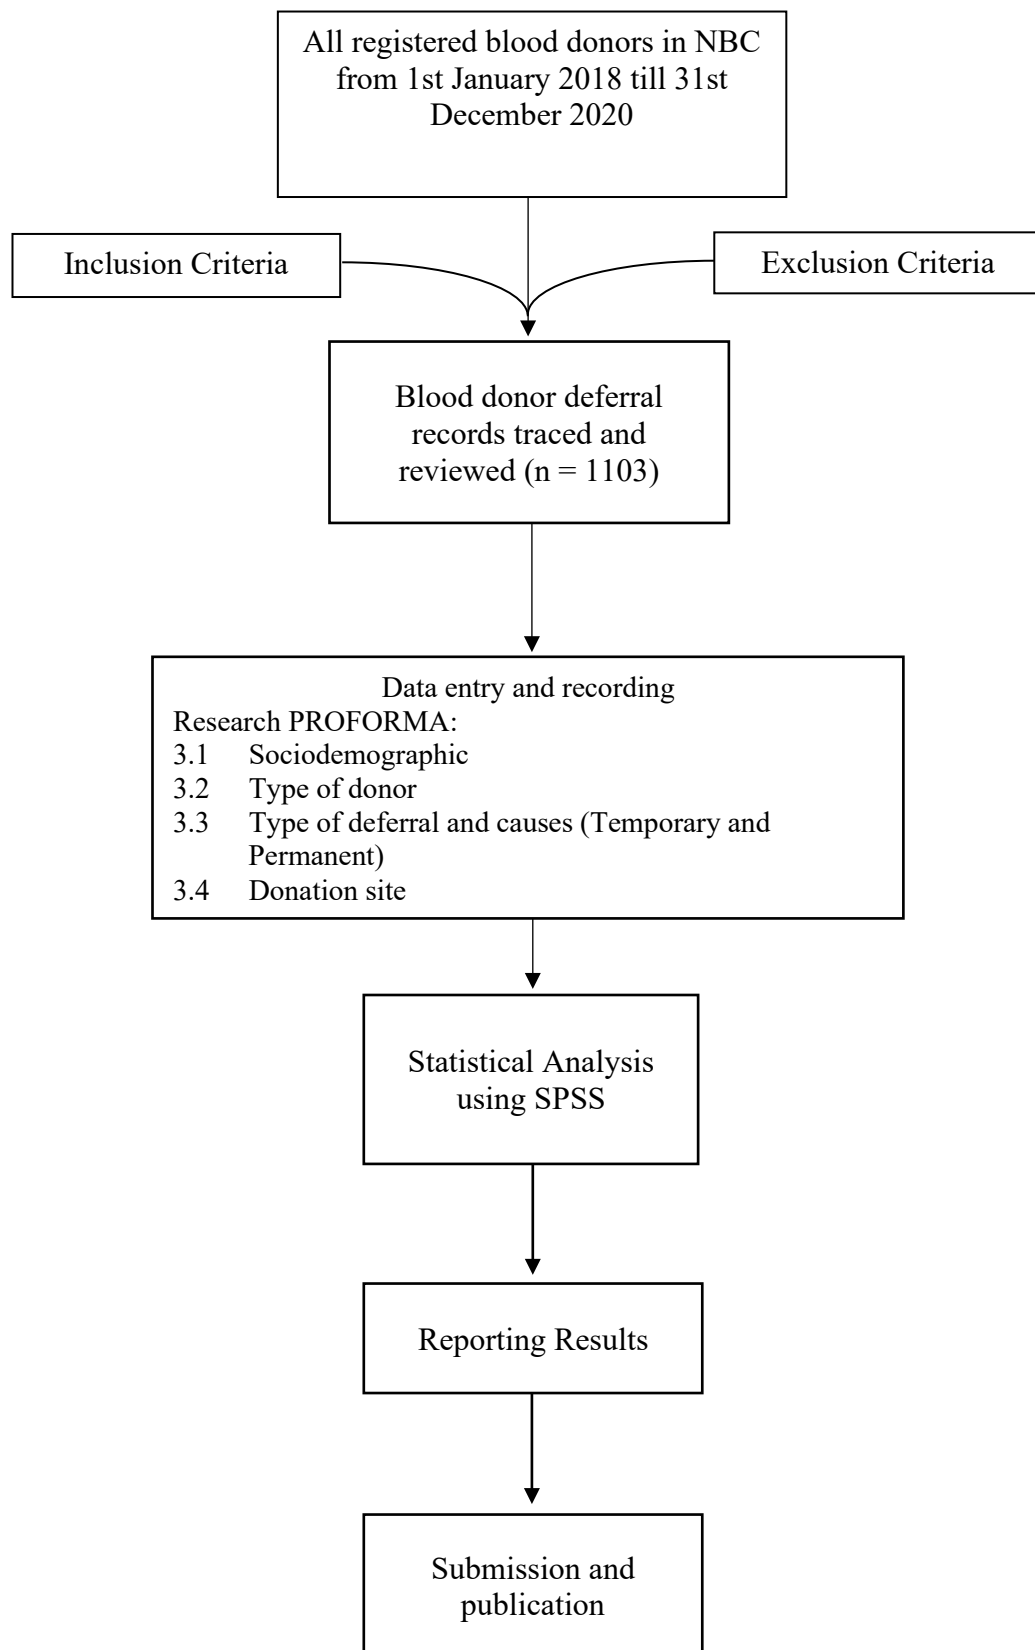 All registered blood donors in NBC
from 1st January 2018 till 31st
December 2020
Inclusion Criteria
Exclusion Criteria
Blood donor deferral
records traced and
reviewed (n = 1103)
Data entry and recording
Research PROFORMA:
3.1 Sociodemographic
3.2 Type of donor
3.3 Type of deferral and causes (Temporary and
Permanent)
3.4 Donation site
Statistical Analysis
using SPSS
Reporting Results
Submission and
publication